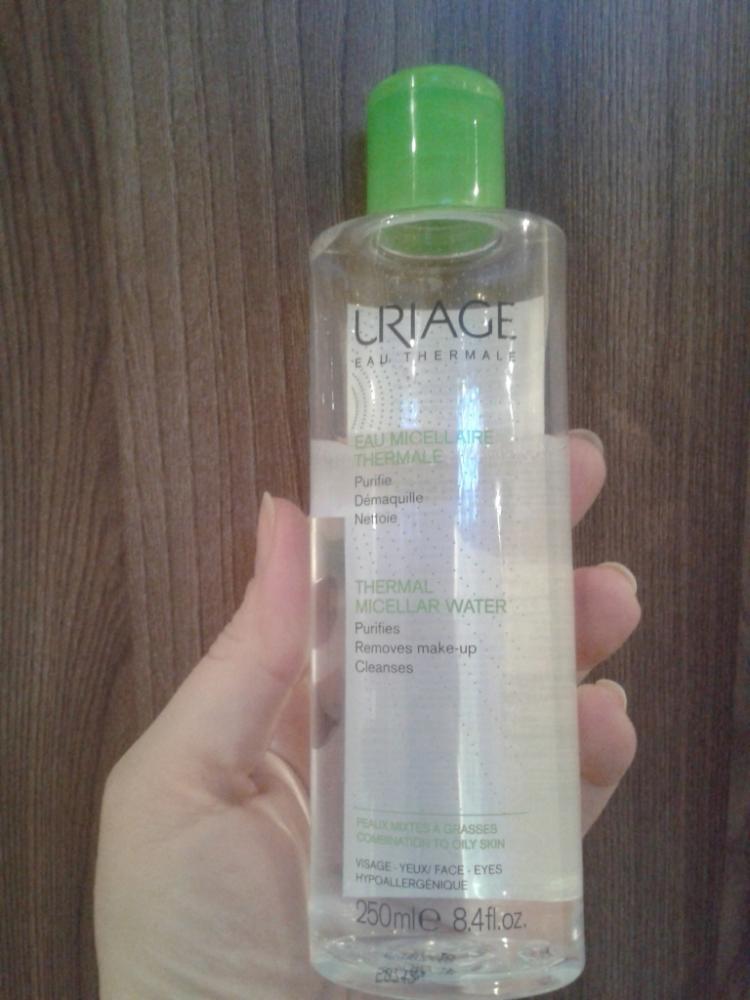 URIAGE
EAU THERMALE
EAU MICELLAIRE
THERMALE
Purifie
Démaquille
Nettoie
THERMAL
MICELLAR WATER
Purifies
Removes make-up
Cleanses
PEAUX MIXTES À GRASSES
COMBINATION TO OILY SKIN
VISAGE - YEUX/ FACE - EYES
HYPOALLERGÉNIQUE
250ml℮ 8.4fl.oz.